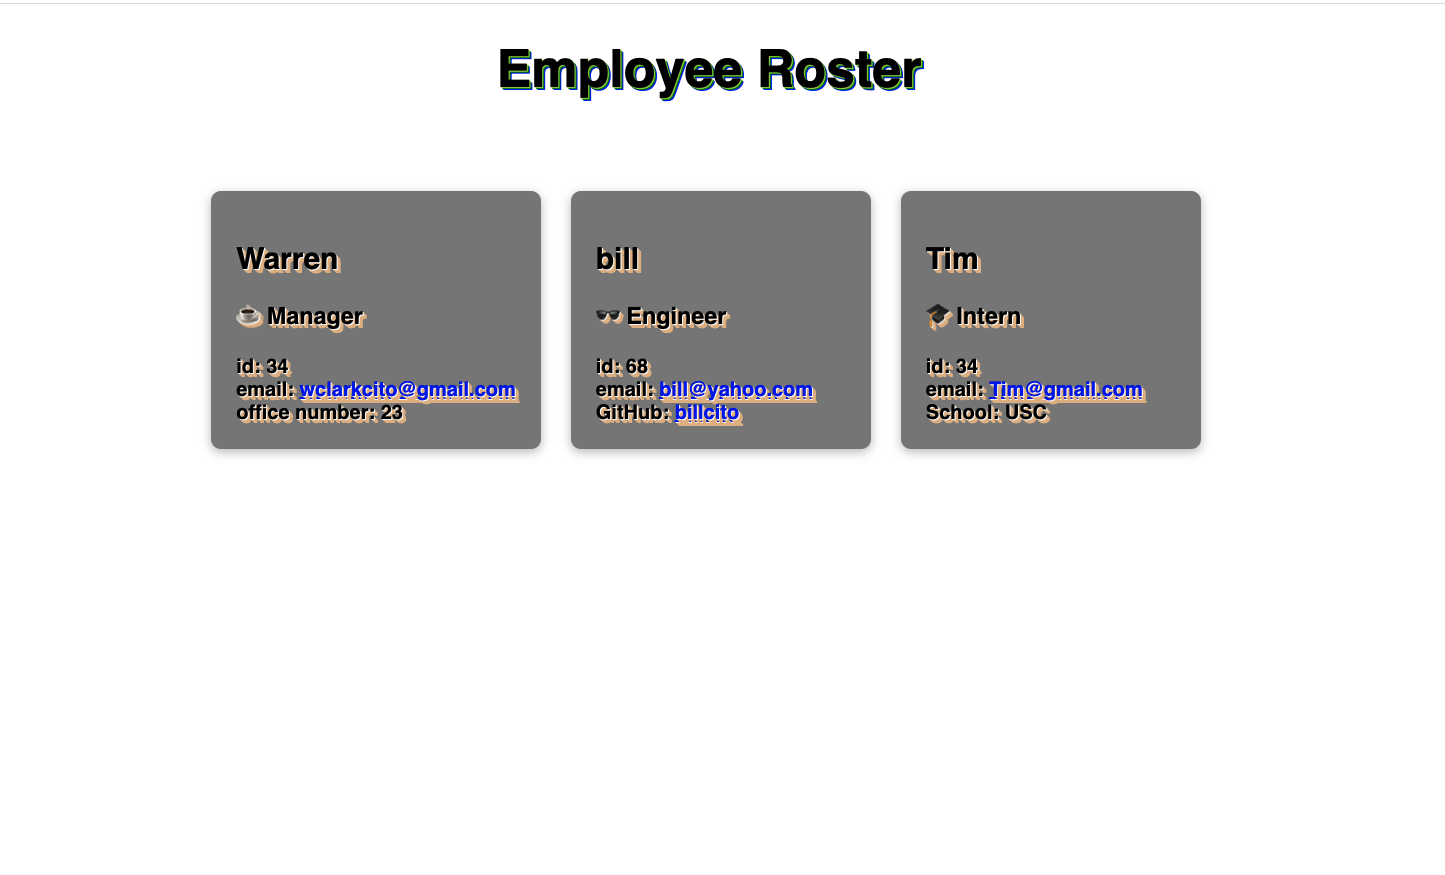 Employee Roster
Warren
☕ Manager
id: 34
email: wclarkcito@gmail.com
office number: 23
bill
🕶️ Engineer
id: 68
email: bill@yahoo.com
GitHub: billcito
Tim
🎓 Intern
id: 34
email: Tim@gmail.com
School: USC